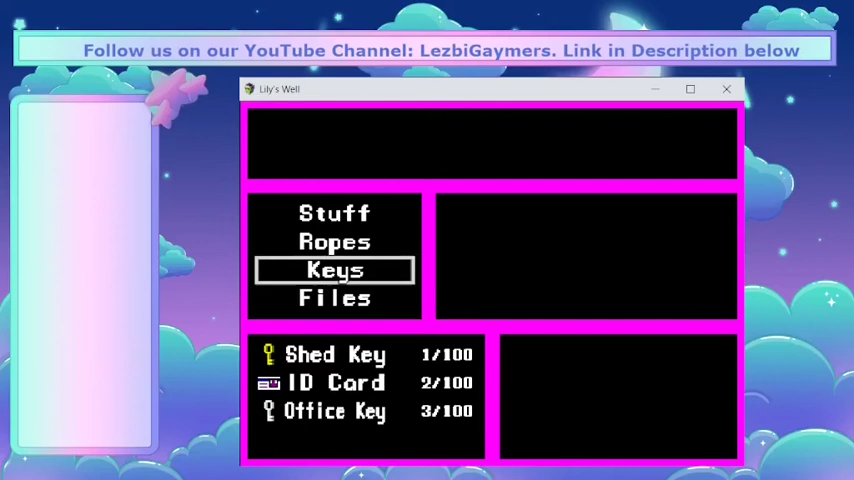 Follow us on our YouTube Channel: LezbiGaymers. Link in Description below
Lily's Well
Stuff
Ropes
Keys
Files
Shed Key 1/100
ID Card 2/100
Office Key 3/100